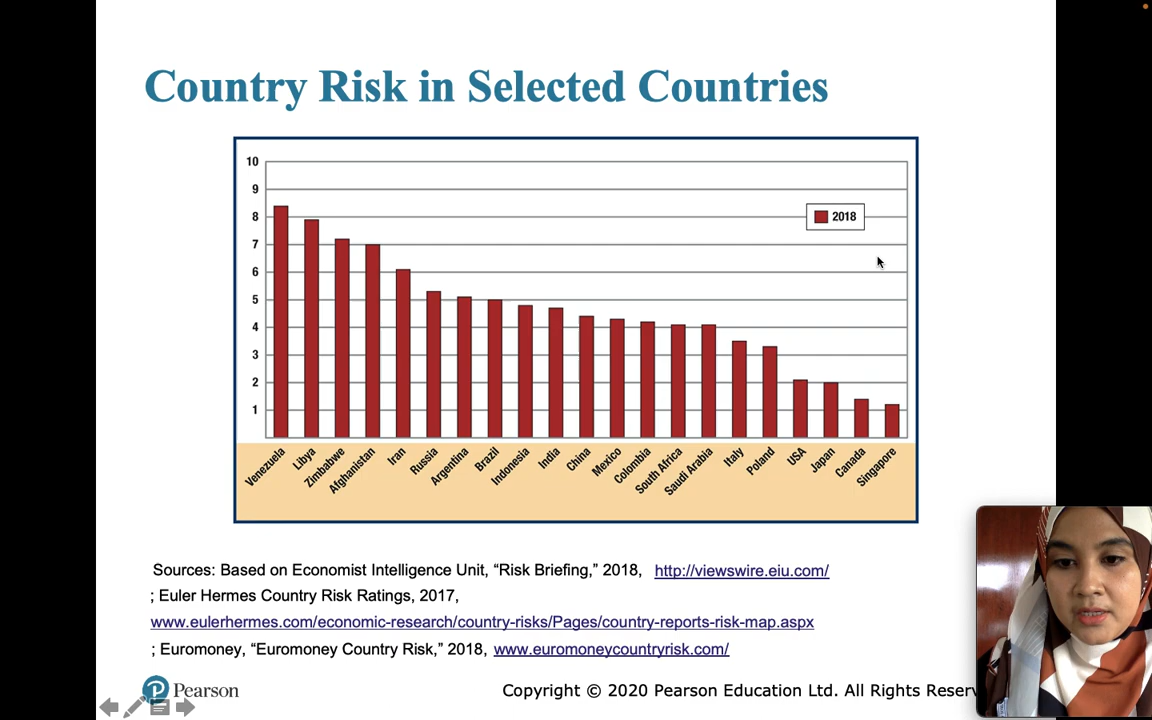 Country Risk in Selected Countries
10
9
8
7
6
5
4
3
2
1
2018
Venezuela
Libya
Zimbabwe
Afghanistan
Iran
Russia
Argentina
Brazil
Indonesia
India
China
Mexico
Colombia
South Africa
Saudi Arabia
Italy
Poland
USA
Japan
Canada
Singapore
Sources: Based on Economist Intelligence Unit, “Risk Briefing,” 2018, http://viewswire.eiu.com/
; Euler Hermes Country Risk Ratings, 2017,
www.eulerhermes.com/economic-research/country-risks/Pages/country-reports-risk-map.aspx
; Euromoney, “Euromoney Country Risk,” 2018, www.euromoneycountryrisk.com/
P Pearson
Copyright © 2020 Pearson Education Ltd. All Rights Reserv